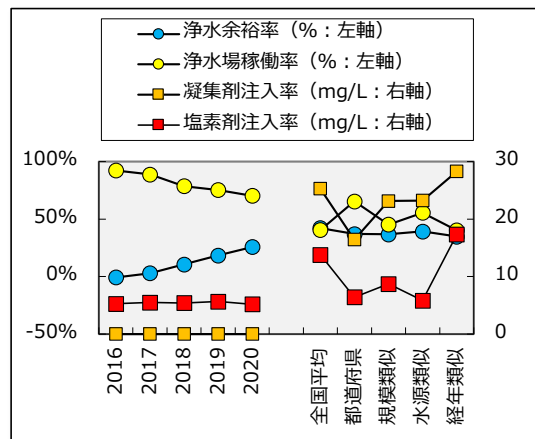 浄水余裕率（%：左軸）
浄水場稼働率（%：左軸）
凝集剤注入率（mg/L：右軸）
塩素剤注入率（mg/L：右軸）
100%
50%
0%
-50%
30
20
10
0
2016
2017
2018
2019
2020
全国平均
都道府県
規模類似
水源類似
経年類似